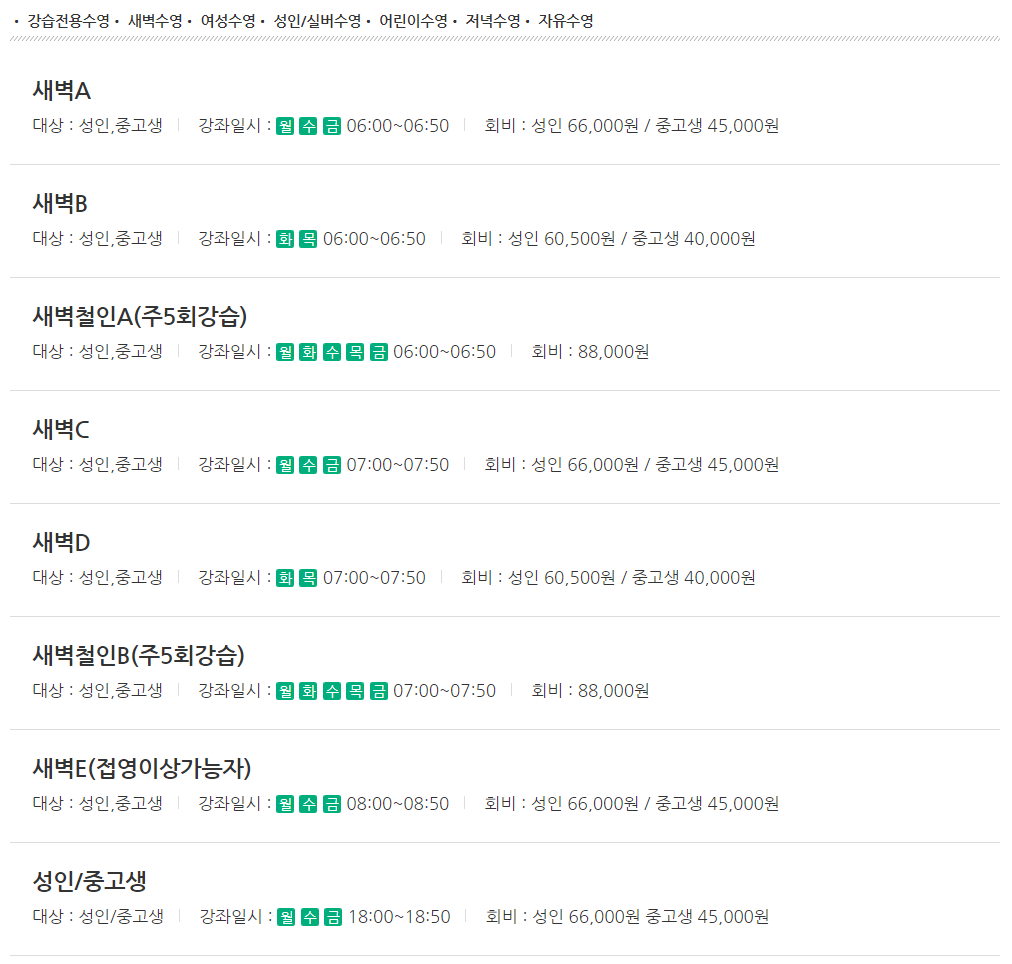 · 강습전용수영 · 새벽수영 · 여성수영 · 성인/실버수영 · 어린이수영 · 저녁수영 · 자유수영
새벽A
대상 : 성인,중고생 강좌일시 : 월 수 금 06:00~06:50 회비 : 성인 66,000원 / 중고생 45,000원
새벽B
대상 : 성인,중고생 강좌일시 : 화 목 06:00~06:50 회비 : 성인 60,500원 / 중고생 40,000원
새벽철인A(주5회강습)
대상 : 성인,중고생 강좌일시 : 월 화 수 목 금 06:00~06:50 회비 : 88,000원
새벽C
대상 : 성인,중고생 강좌일시 : 월 수 금 07:00~07:50 회비 : 성인 66,000원 / 중고생 45,000원
새벽D
대상 : 성인,중고생 강좌일시 : 화 목 07:00~07:50 회비 : 성인 60,500원 / 중고생 40,000원
새벽철인B(주5회강습)
대상 : 성인,중고생 강좌일시 : 월 화 수 목 금 07:00~07:50 회비 : 88,000원
새벽E(접영이상가능자)
대상 : 성인,중고생 강좌일시 : 월 수 금 08:00~08:50 회비 : 성인 66,000원 / 중고생 45,000원
성인/중고생
대상 : 성인/중고생 강좌일시 : 월 수 금 18:00~18:50 회비 : 성인 66,000원 중고생 45,000원